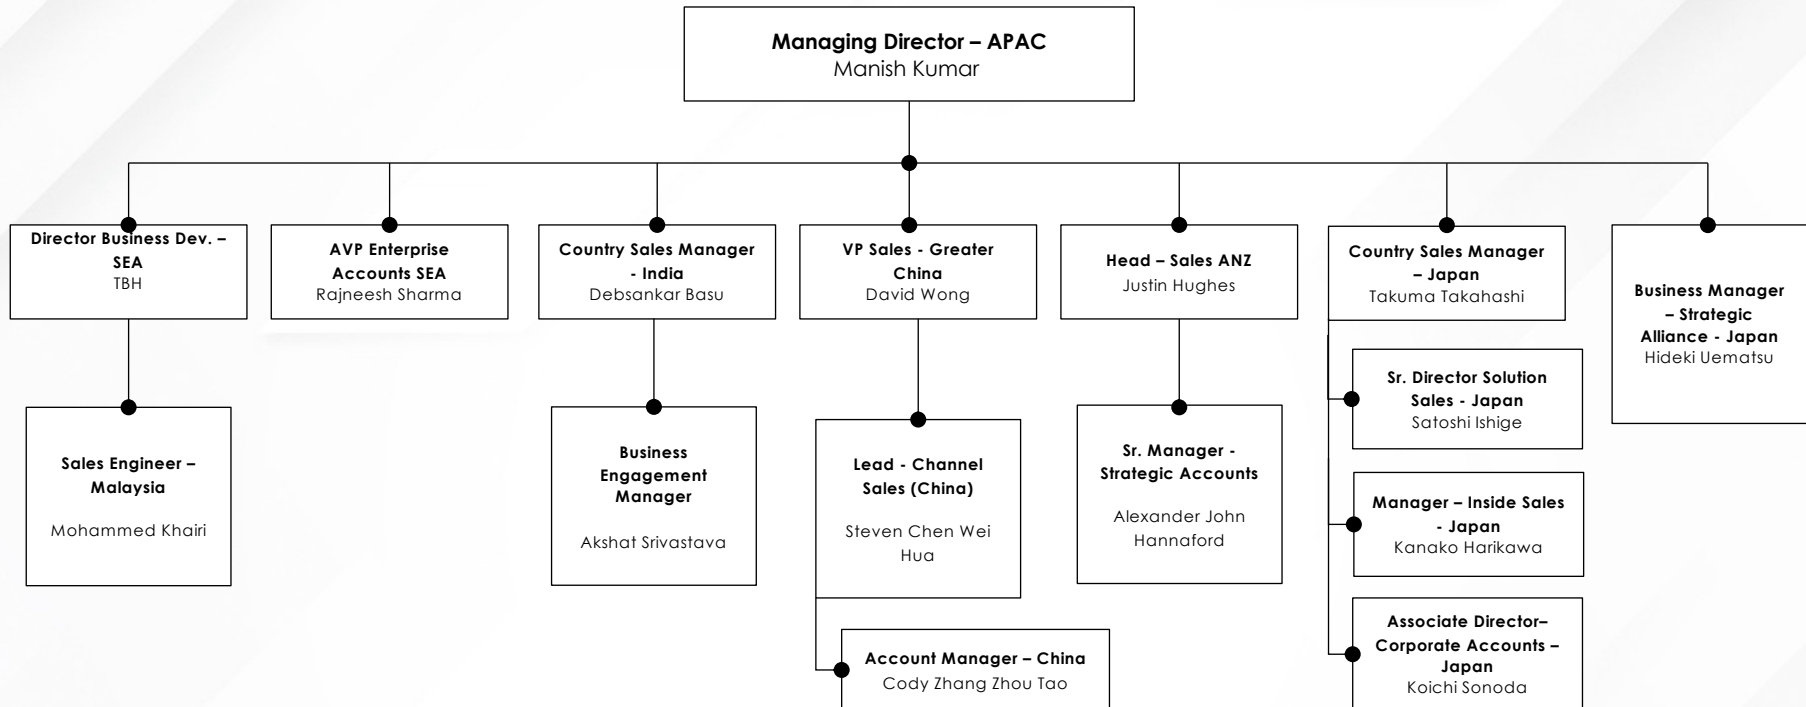 Managing Director – APAC
Manish Kumar
Director Business Dev. –
SEA
TBH
AVP Enterprise
Accounts SEA
Rajneesh Sharma
Country Sales Manager
- India
Debsankar Basu
VP Sales - Greater
China
David Wong
Head – Sales ANZ
Justin Hughes
Country Sales Manager
– Japan
Takuma Takahashi
Business Manager
– Strategic
Alliance - Japan
Hideki Uematsu
Sales Engineer –
Malaysia
Mohammed Khairi
Business
Engagement
Manager
Akshat Srivastava
Lead - Channel
Sales (China)
Steven Chen Wei
Hua
Sr. Manager -
Strategic Accounts
Alexander John
Hannaford
Sr. Director Solution
Sales - Japan
Satoshi Ishige
Manager – Inside Sales
- Japan
Kanako Harikawa
Account Manager – China
Cody Zhang Zhou Tao
Associate Director–
Corporate Accounts –
Japan
Koichi Sonoda